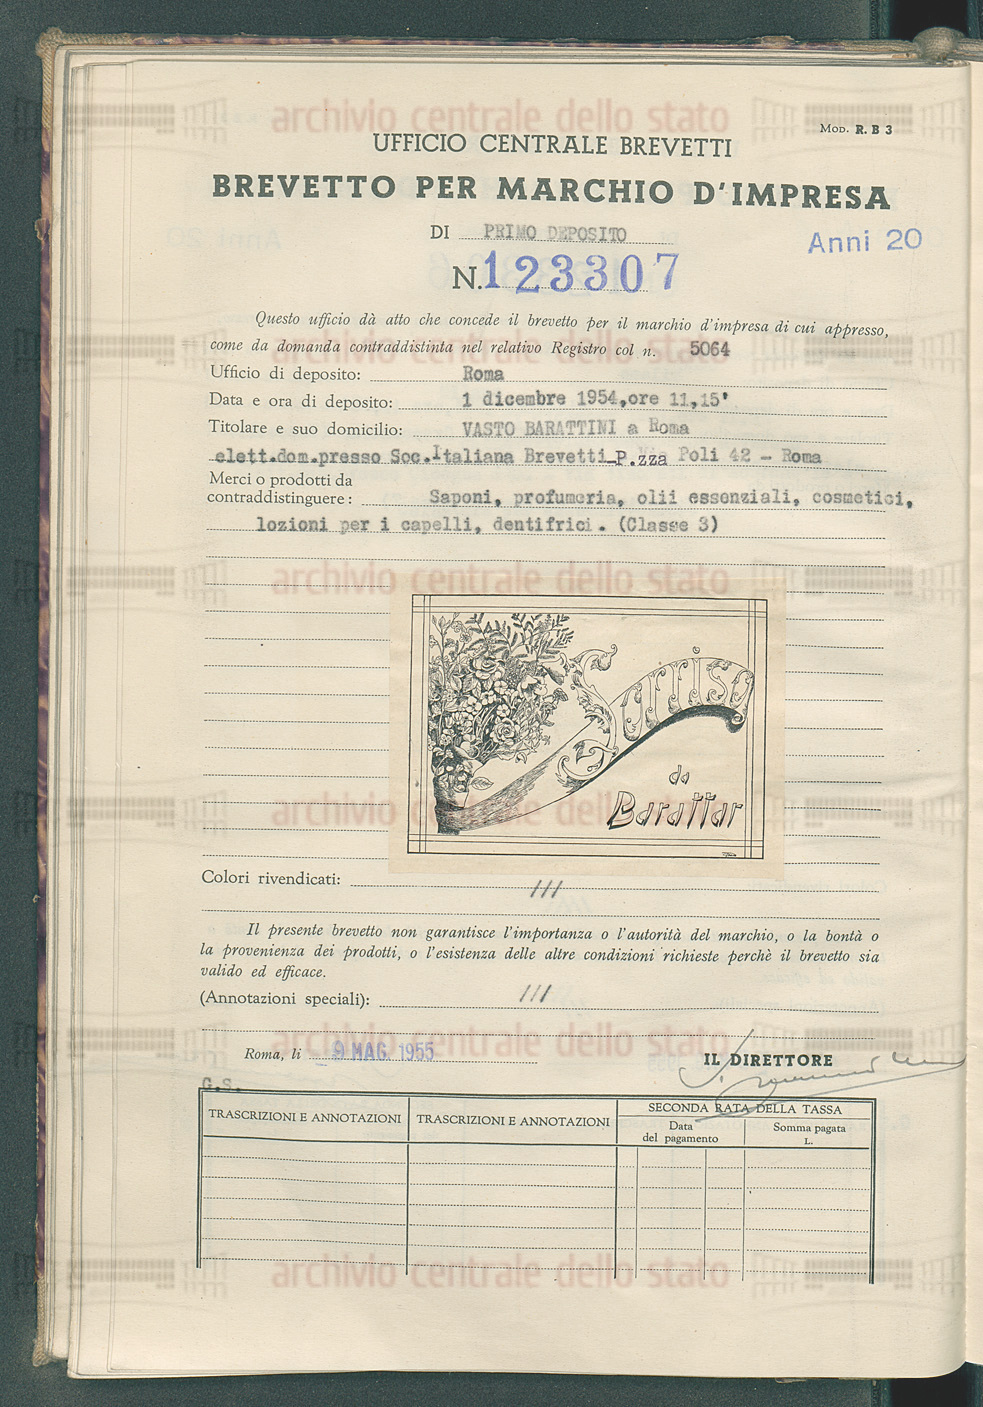 archivio centrale dello stato
MOD. R. B 3
UFFICIO CENTRALE BREVETTI
BREVETTO PER MARCHIO D'IMPRESA
DI PRIMO DEPOSITO
Anni 20
N. 123307
Questo ufficio dà atto che concede il brevetto per il marchio d'impresa di cui appresso,
come da domanda contraddistinta nel relativo Registro col n. 5064
Ufficio di deposito: Roma
Data e ora di deposito: 1 dicembre 1954,ore 11,15'
Titolare e suo domicilio: VASTO BARATTINI a Roma
elett.dom.presso Soc.Italiana Brevetti P.zza Poli 42 - Roma
Merci o prodotti da
contraddistinguere: Saponi, profumeria, olii essenziali, cosmetici,
lozioni per i capelli, dentifrici. (Classe 3)
archivio centrale dello stato
Sorriso
da
Barattar
archivio centrale dello stato
Colori rivendicati: ///
Il presente brevetto non garantisce l'importanza o l'autorità del marchio, o la bontà o
la provenienza dei prodotti, o l'esistenza delle altre condizioni richieste perchè il brevetto sia
valido ed efficace.
(Annotazioni speciali): ///
archivio centrale dello stato
Roma, li 9 MAG. 1955
IL DIRETTORE
G.S.
TRASCRIZIONI E ANNOTAZIONI TRASCRIZIONI E ANNOTAZIONI SECONDA RATA DELLA TASSA
Data
del pagamento
Somma pagata
L.
archivio centrale dello stato